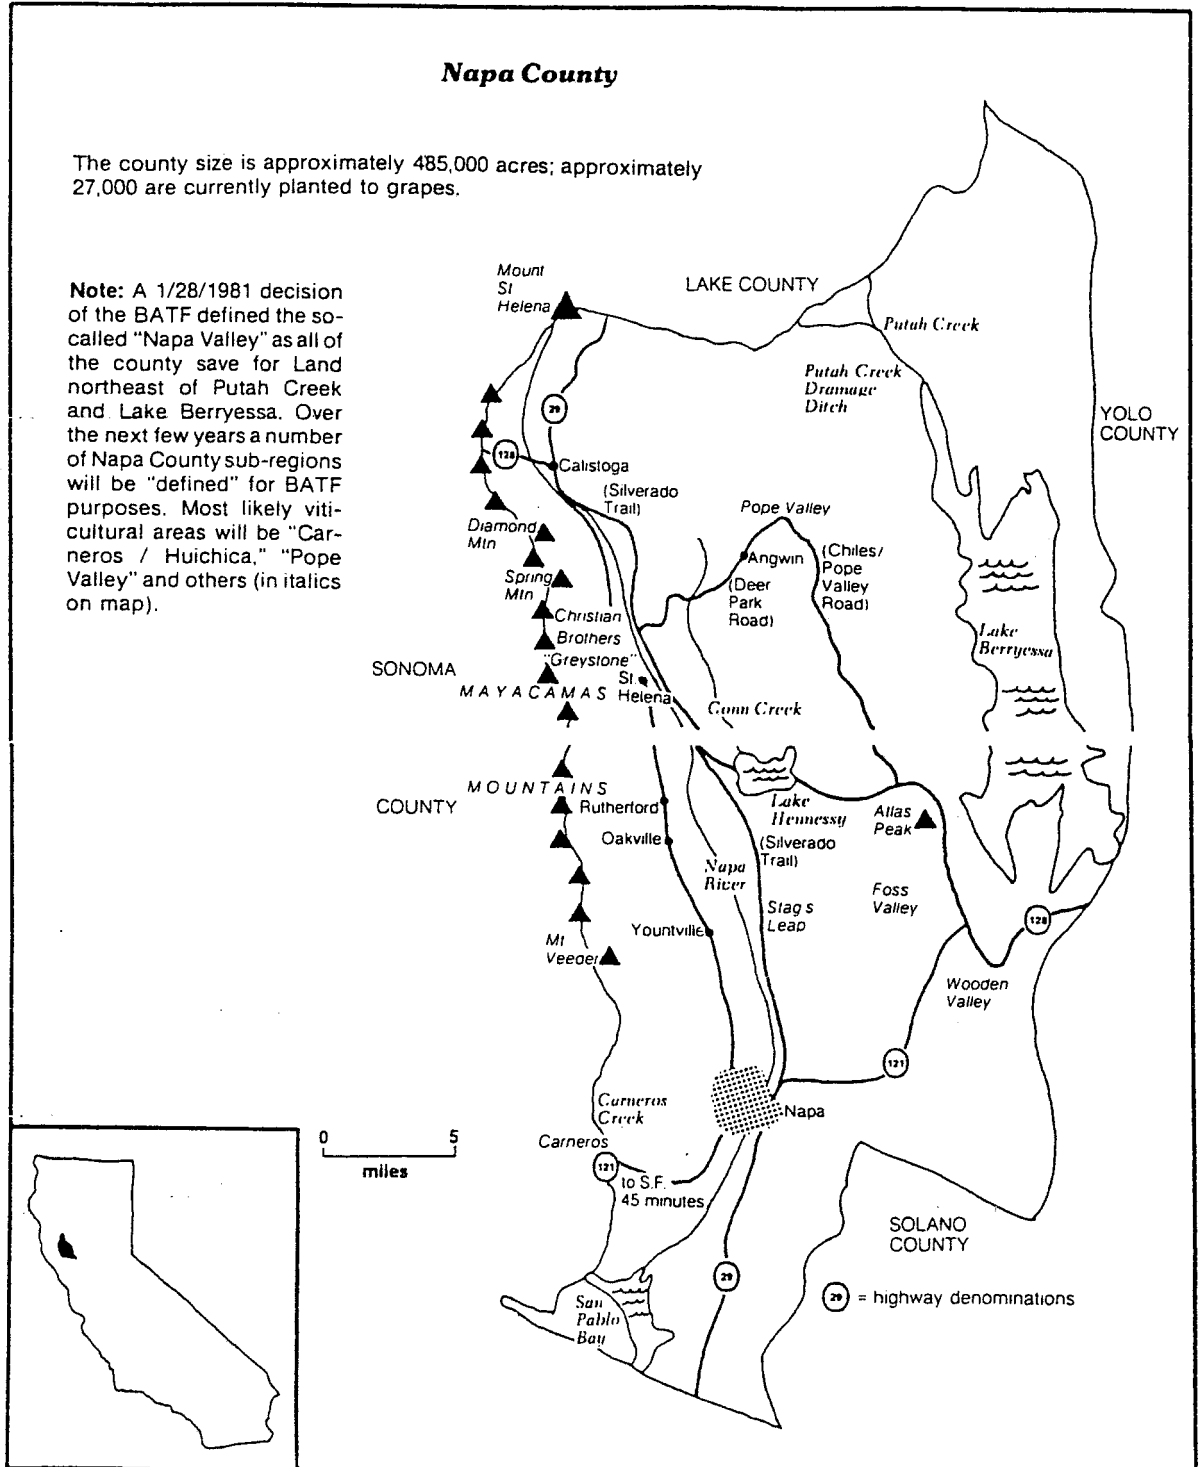 Napa County
The county size is approximately 485,000 acres; approximately
27,000 are currently planted to grapes.
Note: A 1/28/1981 decision
of the BATF defined the so-
called "Napa Valley" as all of
the county save for Land
northeast of Putah Creek
and Lake Berryessa. Over
the next few years a number
of Napa County sub-regions
will be "defined" for BATF
purposes. Most likely viti-
cultural areas will be "Car-
neros / Huichica," "Pope
Valley" and others (in italics
on map).
Mount
St
Helena
LAKE COUNTY
Putah Creek
Putah Creek
Dramage
Ditch
YOLO
COUNTY
29
128
Calistoga
(Silverado
Trail)
Pope Valley
Diamond
Mtn
Angwin
(Chiles/
Pope
Valley
Road)
(Deer
Park
Road)
Spring
Mtn
Christian
Brothers
"Greystone"
St.
Helena
Lake
Berryessa
SONOMA
MAYACAMAS
Conn Creek
MOUNTAINS
COUNTY
Rutherford
Oakville
Lake
Hennessy
Atlas
Peak
(Silverado
Trail)
Napa
River
Foss
Valley
Stag s
Leap
128
Yountville
Mt
Veeder
Wooden
Valley
121
Carneros
Creek
Napa
Carneros
121
to S.F.
45 minutes
0 5
miles
SOLANO
COUNTY
29
29 = highway denominations
San
Pablo
Bay